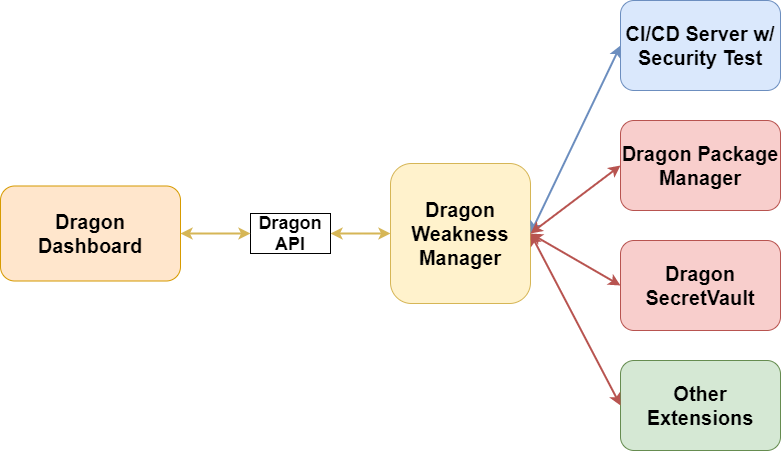 CI/CD Server w/
Security Test
Dragon Package
Manager
Dragon
Dashboard
Dragon
API
Dragon
Weakness
Manager
Dragon
SecretVault
Other
Extensions